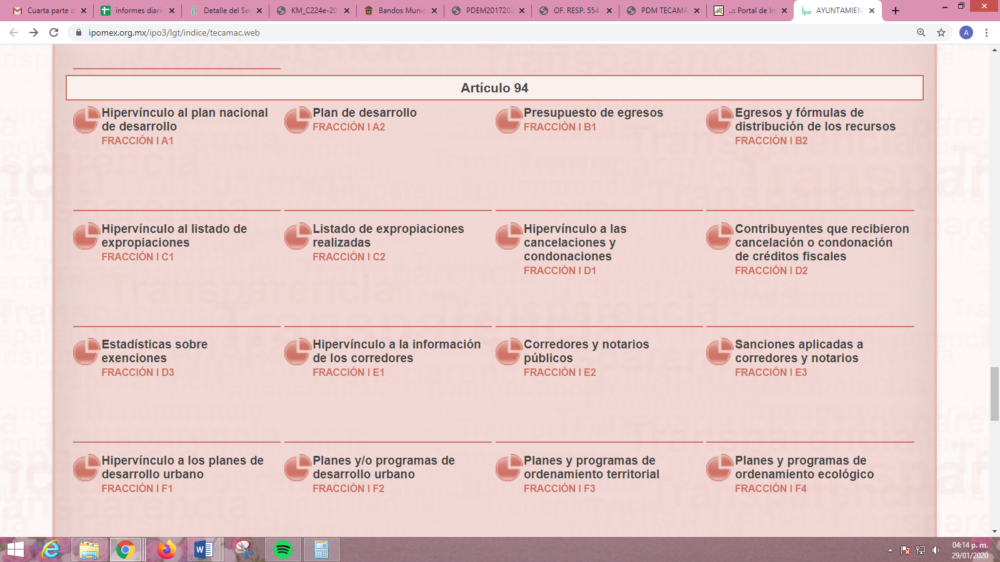 Cuarta parte d
informes diario
Detalle del Seg
KM_C224e-20
Bandos Munic
PDEM2017202
OF. RESP. 554
PDM TECAMA
..:: Portal de In
AYUNTAMIEN
ipomex.org.mx/ipo3/lgt/indice/tecamac.web
A
Artículo 94
Hipervínculo al plan nacional
de desarrollo
FRACCIÓN I A1
Plan de desarrollo
FRACCIÓN I A2
Presupuesto de egresos
FRACCIÓN I B1
Egresos y fórmulas de
distribución de los recursos
FRACCIÓN I B2
Hipervínculo al listado de
expropiaciones
FRACCIÓN I C1
Listado de expropiaciones
realizadas
FRACCIÓN I C2
Hipervínculo a las
cancelaciones y
condonaciones
FRACCIÓN I D1
Contribuyentes que recibieron
cancelación o condonación
de créditos fiscales
FRACCIÓN I D2
Estadísticas sobre
exenciones
FRACCIÓN I D3
Hipervínculo a la información
de los corredores
FRACCIÓN I E1
Corredores y notarios
públicos
FRACCIÓN I E2
Sanciones aplicadas a
corredores y notarios
FRACCIÓN I E3
Hipervínculo a los planes de
desarrollo urbano
FRACCIÓN I F1
Planes y/o programas de
desarrollo urbano
FRACCIÓN I F2
Planes y programas de
ordenamiento territorial
FRACCIÓN I F3
Planes y programas de
ordenamiento ecológico
FRACCIÓN I F4
04:14 p. m.
29/01/2020